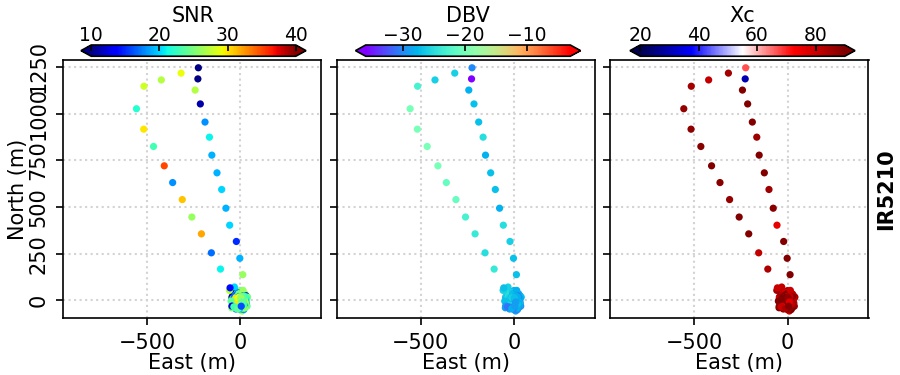 SNR
DBV
Xc
10 20 30 40
−30 −20 −10
20 40 60 80
North (m)
1250
1000
750
500
250
0
−500 0
−500 0
−500 0
East (m)
East (m)
East (m)
IR5210